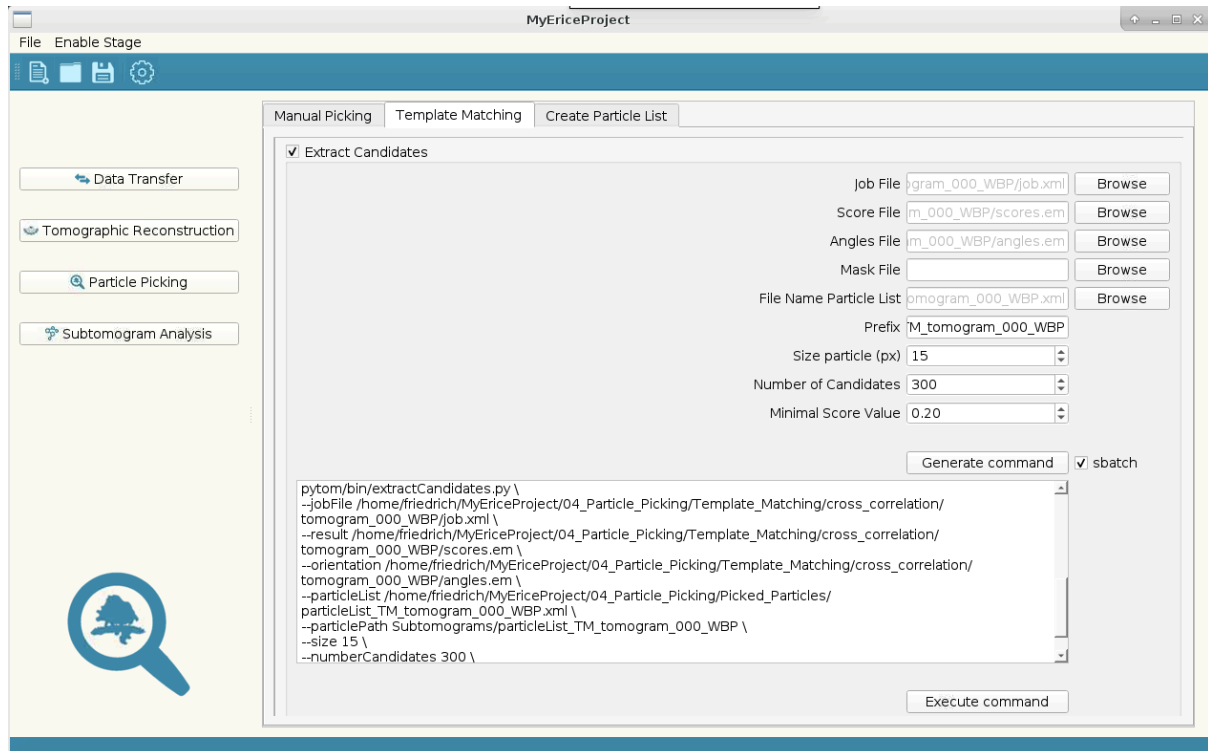 MyEriceProject
File Enable Stage
Manual Picking Template Matching Create Particle List
Extract Candidates
Data Transfer
Tomographic Reconstruction
Particle Picking
Subtomogram Analysis
Job File ogram_000_WBP/job.xml Browse
Score File m_000_WBP/scores.em Browse
Angles File m_000_WBP/angles.em Browse
Mask File Browse
File Name Particle List omogram_000_WBP.xml Browse
Prefix M_tomogram_000_WBP
Size particle (px) 15
Number of Candidates 300
Minimal Score Value 0.20
Generate command sbatch
pytom/bin/extractCandidates.py \
--jobFile /home/friedrich/MyEriceProject/04_Particle_Picking/Template_Matching/cross_correlation/
tomogram_000_WBP/job.xml \
--result /home/friedrich/MyEriceProject/04_Particle_Picking/Template_Matching/cross_correlation/
tomogram_000_WBP/scores.em \
--orientation /home/friedrich/MyEriceProject/04_Particle_Picking/Template_Matching/cross_correlation/
tomogram_000_WBP/angles.em \
--particleList /home/friedrich/MyEriceProject/04_Particle_Picking/Picked_Particles/
particleList_TM_tomogram_000_WBP.xml \
--particlePath Subtomograms/particleList_TM_tomogram_000_WBP \
--size 15 \
--numberCandidates 300 \
Execute command